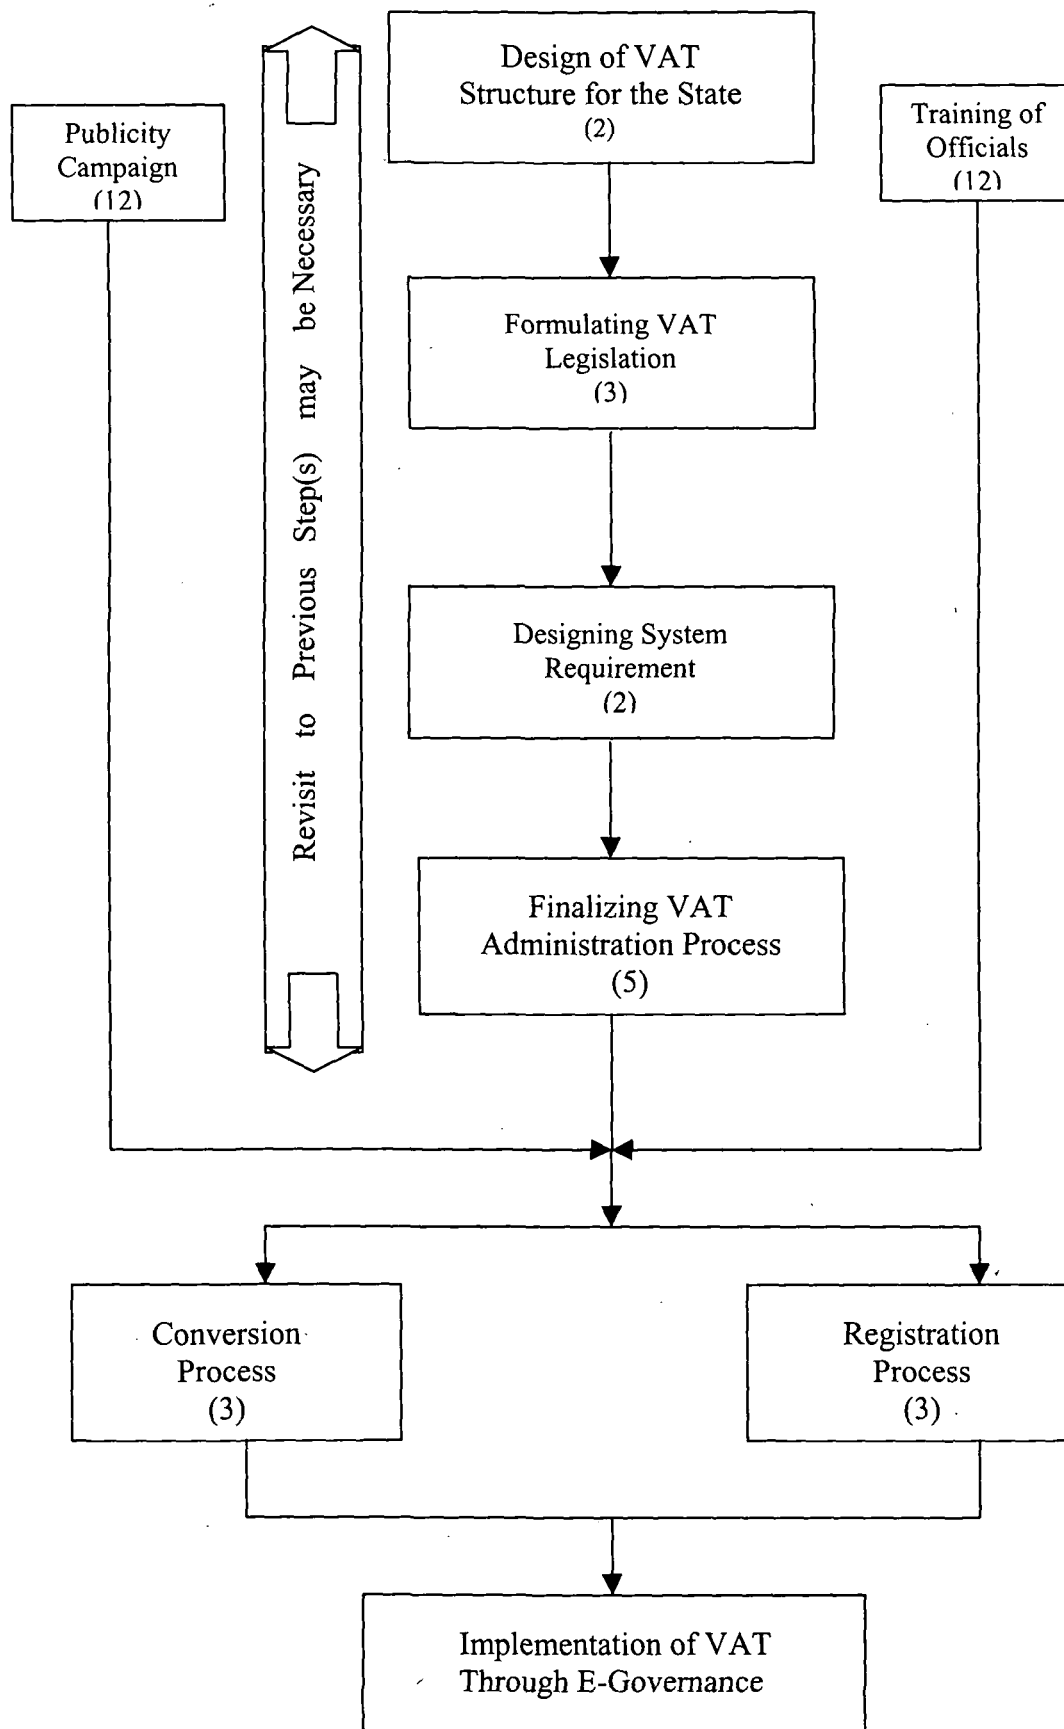 Design of VAT
Structure for the State
(2)
Publicity
Campaign
(12)
Training of
Officials
(12)
Revisit to Previous Step(s) may be Necessary
Formulating VAT
Legislation
(3)
Designing System
Requirement
(2)
Finalizing VAT
Administration Process
(5)
Conversion
Process
(3)
Registration
Process
(3)
Implementation of VAT
Through E-Governance